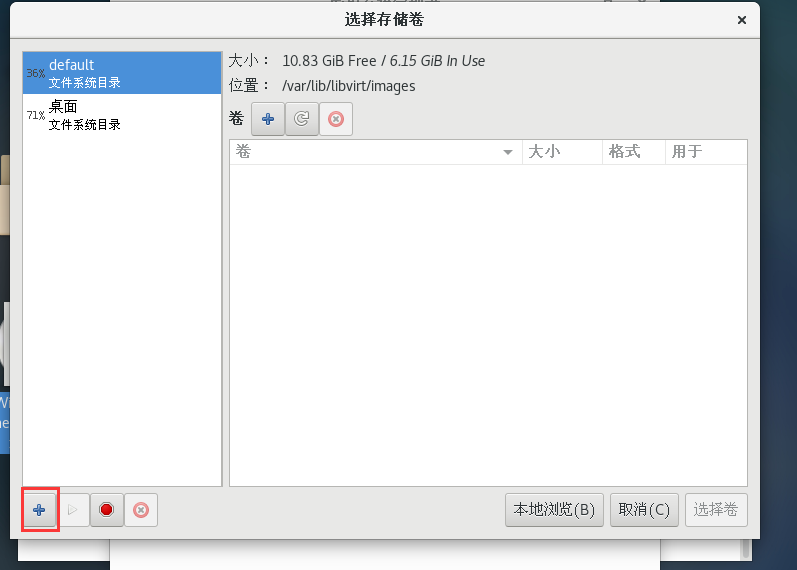 选择存储卷
36%
default
文件系统目录
71%
桌面
文件系统目录
大小： 10.83 GiB Free / 6.15 GiB In Use
位置： /var/lib/libvirt/images
卷
卷 大小 格式 用于
本地浏览(B) 取消(C) 选择卷